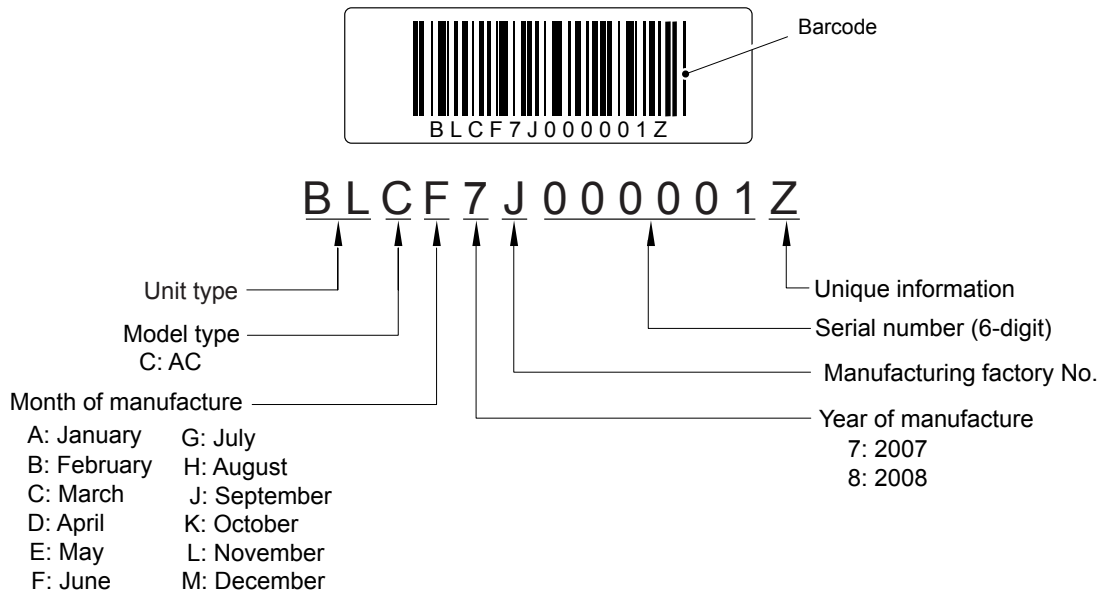 Barcode
BLCF7J000001Z
BLCF7J000001Z
Unit type
Model type
C: AC
Month of manufacture
A: January
B: February
C: March
D: April
E: May
F: June
G: July
H: August
J: September
K: October
L: November
M: December
Unique information
Serial number (6-digit)
Manufacturing factory No.
Year of manufacture
7: 2007
8: 2008